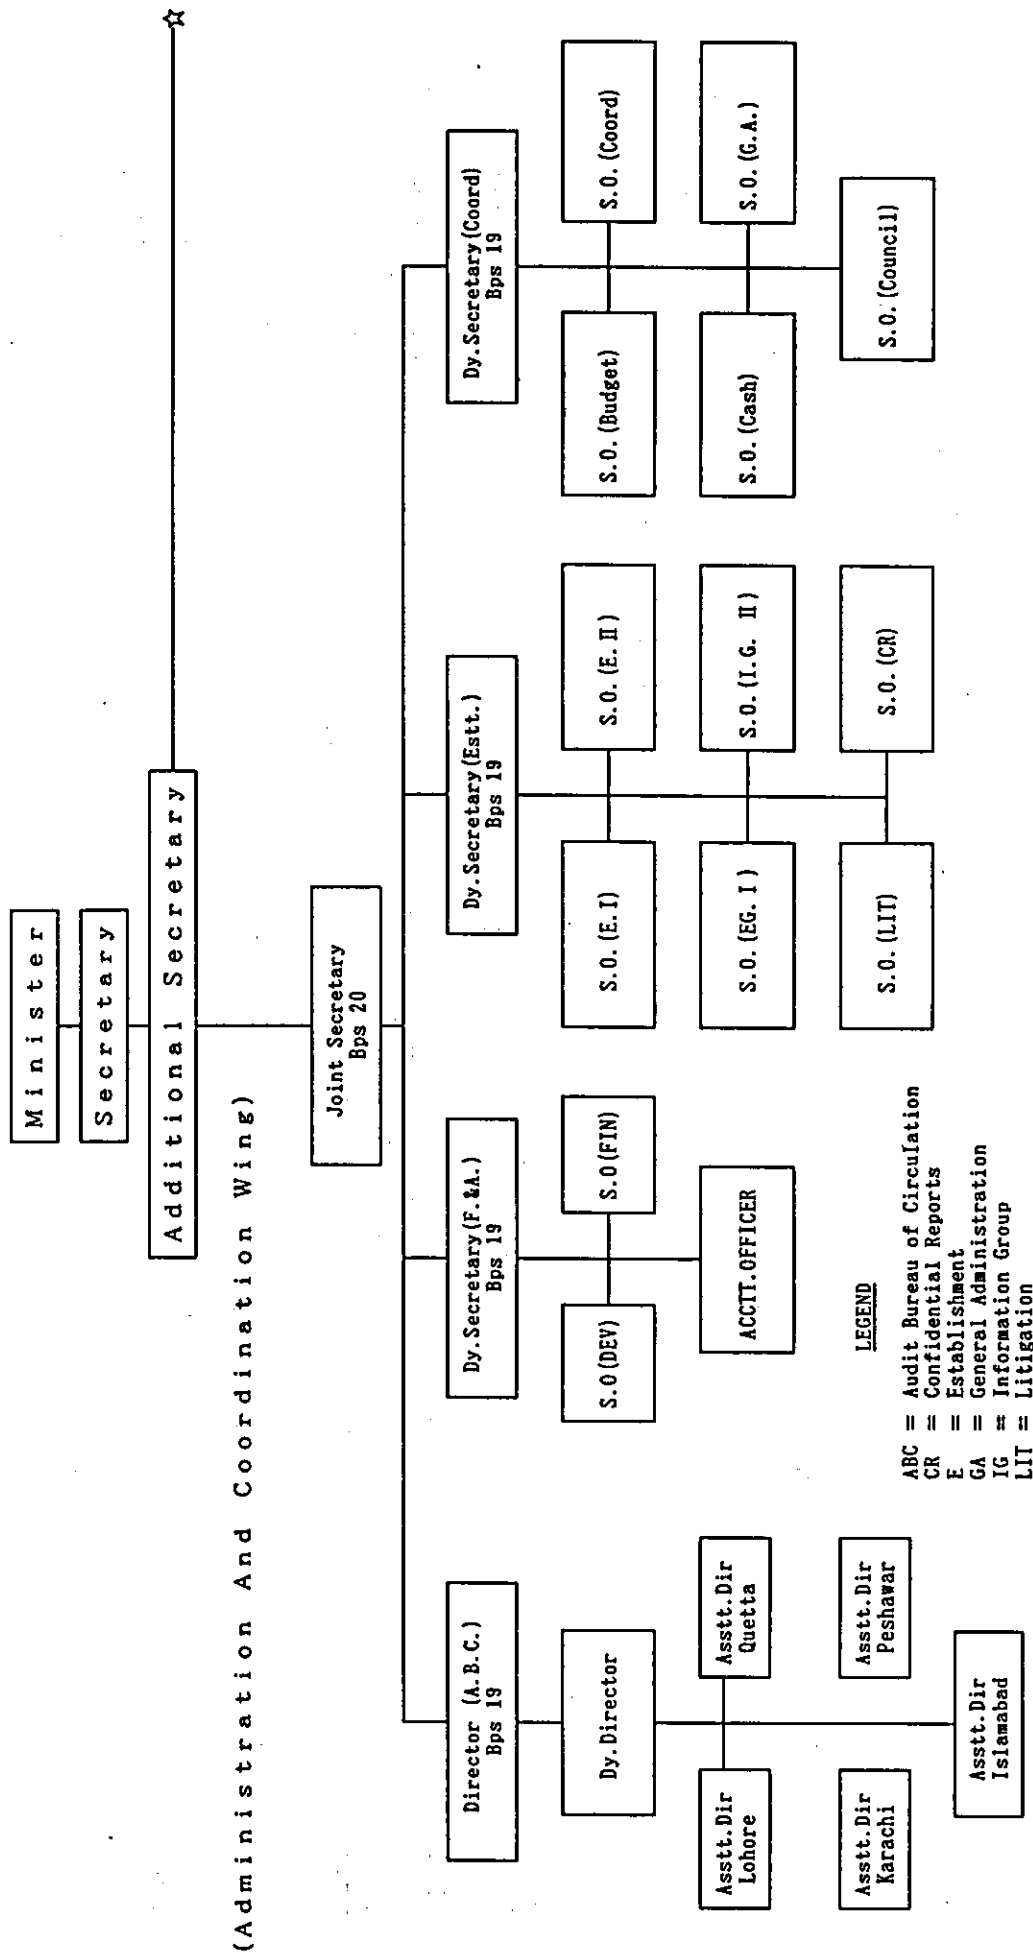 Minister
Secretary
Additional Secretary
☆
(Administration And Coordination Wing)
Joint Secretary
Bps 20
Director (A.B.C.)
Bps 19
Dy.Secretary(F.&A.)
Bps 19
Dy.Secretary(Estt.)
Bps 19
Dy.Secretary(Coord)
Bps 19
Dy.Director
S.O(DEV)
S.O(FIN)
S.O.(E.I)
S.O.(E.II)
S.O.(Budget)
S.O.(Coord)
Asstt.Dir
Lohore
Asstt.Dir
Quetta
ACCTT.OFFICER
S.O.(EG.I)
S.O.(I.G. II)
S.O.(Cash)
S.O.(G.A.)
Asstt.Dir
Karachi
Asstt.Dir
Peshawar
S.O.(LIT)
S.O.(CR)
S.O.(Council)
Asstt.Dir
Islamabad
LEGEND
ABC = Audit Bureau of Circulation
CR = Confidential Reports
E = Establishment
GA = General Administration
IG = Information Group
LIT = Litigation